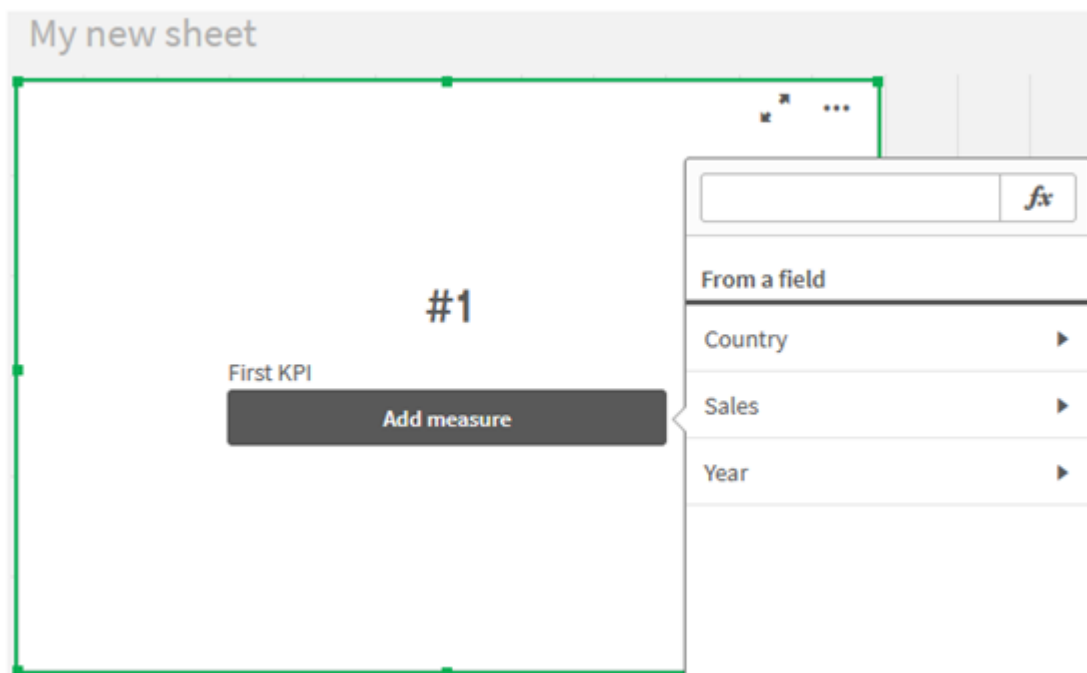 My new sheet
fx
From a field
#1
Country
First KPI
Sales
Add measure
Year